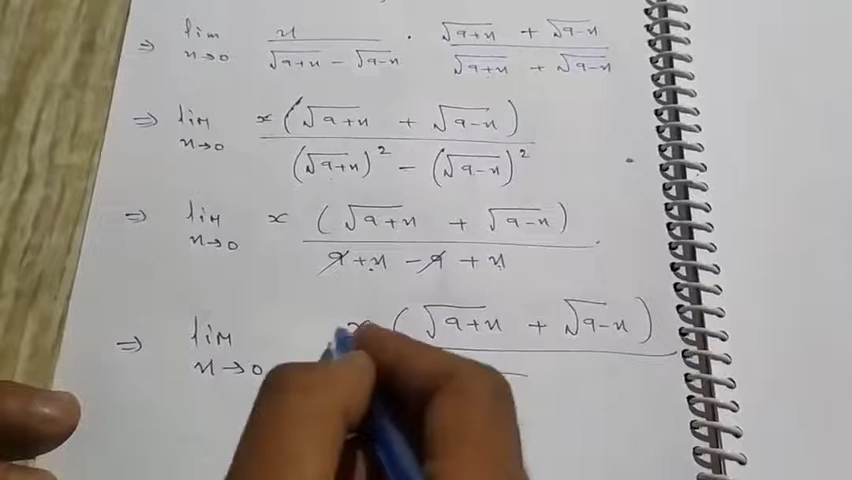 ⇒ lim x→0 x / (√(9+x) − √(9−x)) · (√(9+x) + √(9−x)) / (√(9+x) + √(9−x))
⇒ lim x→0 x(√(9+x) + √(9−x)) / ((√(9+x))² − (√(9−x))²)
⇒ lim x→0 x (√(9+x) + √(9−x)) / (9+x −9 +x)
⇒ lim x→0 x (√(9+x) + √(9−x))